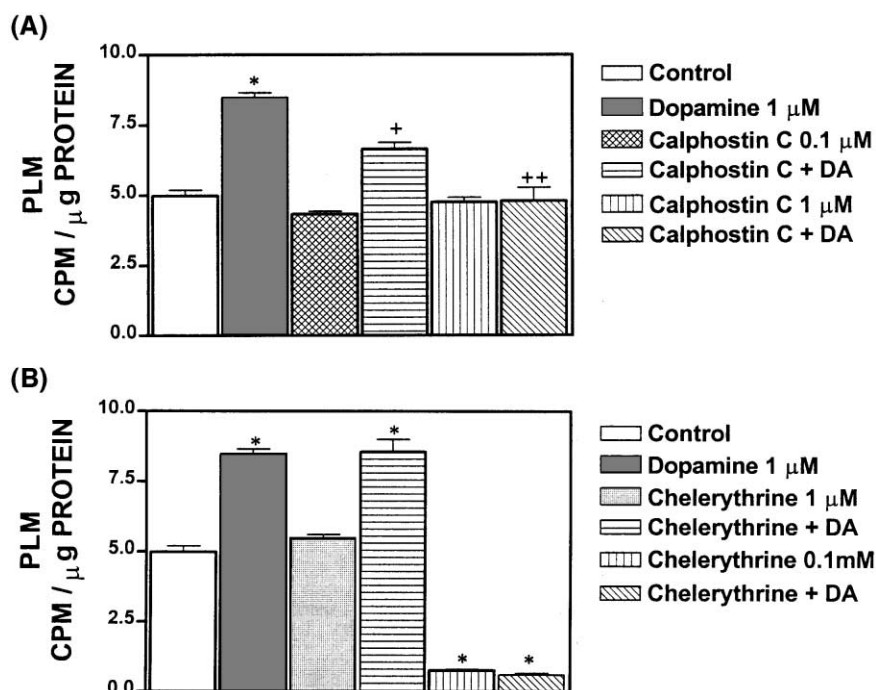 (A)
PLM
CPM / μg PROTEIN
10.0
7.5
5.0
2.5
0.0
*
+
++
Control
Dopamine 1 μM
Calphostin C 0.1 μM
Calphostin C + DA
Calphostin C 1 μM
Calphostin C + DA
(B)
PLM
CPM / μg PROTEIN
10.0
7.5
5.0
2.5
0.0
*
*
*
*
Control
Dopamine 1 μM
Chelerythrine 1 μM
Chelerythrine + DA
Chelerythrine 0.1mM
Chelerythrine + DA